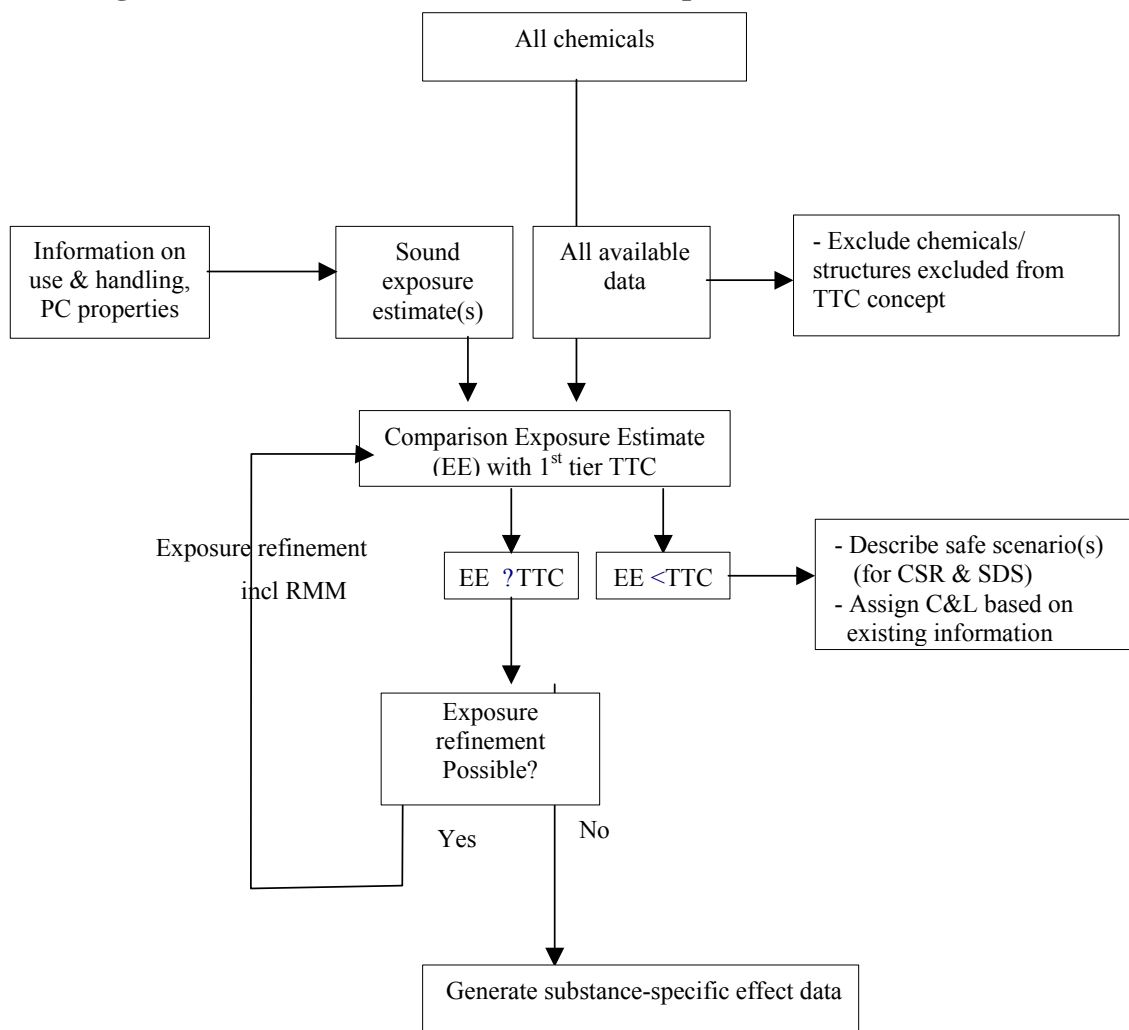 All chemicals
Information on
use & handling,
PC properties
Sound
exposure
estimate(s)
All available
data
- Exclude chemicals/
structures excluded from
TTC concept
Comparison Exposure Estimate
(EE) with 1st tier TTC
Exposure refinement
incl RMM
EE ?TTC
EE <TTC
- Describe safe scenario(s)
(for CSR & SDS)
- Assign C&L based on
existing information
Exposure
refinement
Possible?
Yes
No
Generate substance-specific effect data